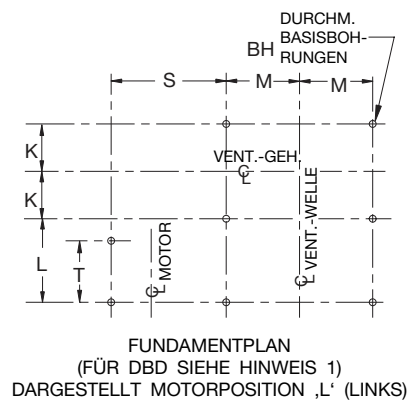 DURCHM.
BASISBOH-
BH RUNGEN
S M M
K
VENT.-GEH.
℄
K
VENT.-WELLE
℄
MOTOR
℄
L
T
FUNDAMENTPLAN
(FÜR DBD SIEHE HINWEIS 1)
DARGESTELLT MOTORPOSITION ‚L' (LINKS)